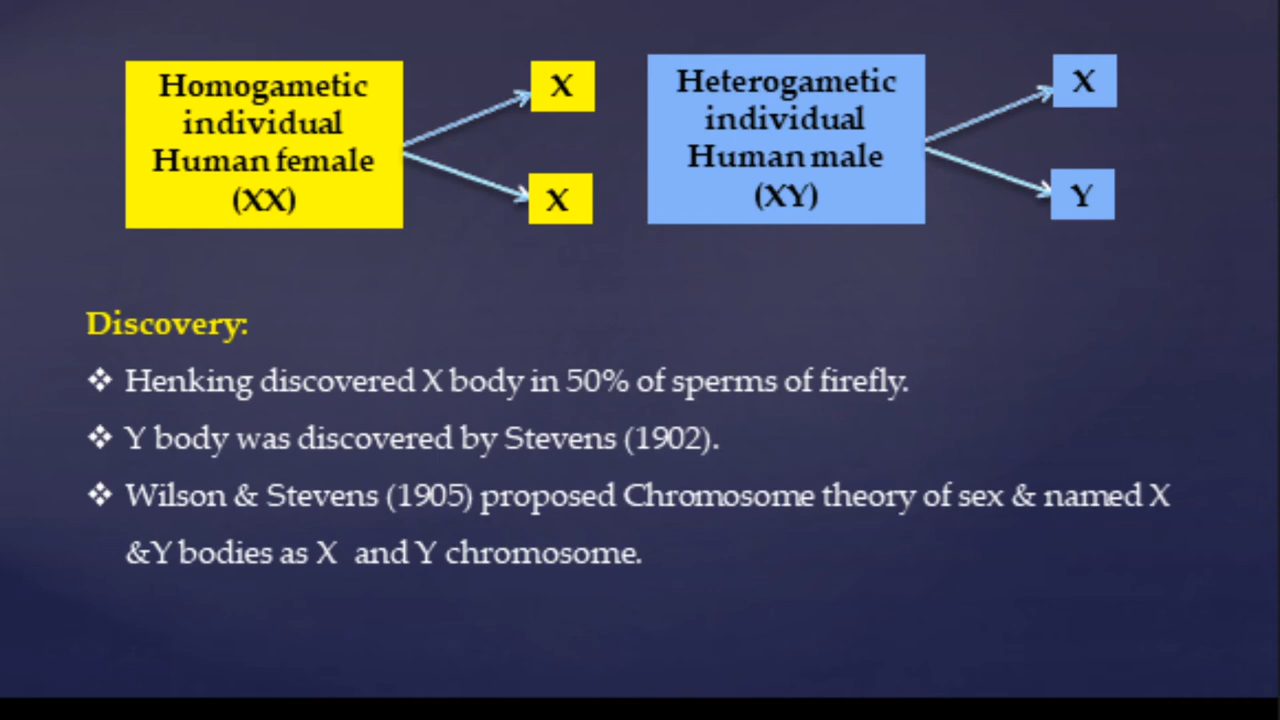 Homogametic
individual
Human female
(XX)
X
X
Heterogametic
individual
Human male
(XY)
X
Y
Discovery:
❖ Henking discovered X body in 50% of sperms of firefly.
❖ Y body was discovered by Stevens (1902).
❖ Wilson & Stevens (1905) proposed Chromosome theory of sex & named X
&Y bodies as X and Y chromosome.